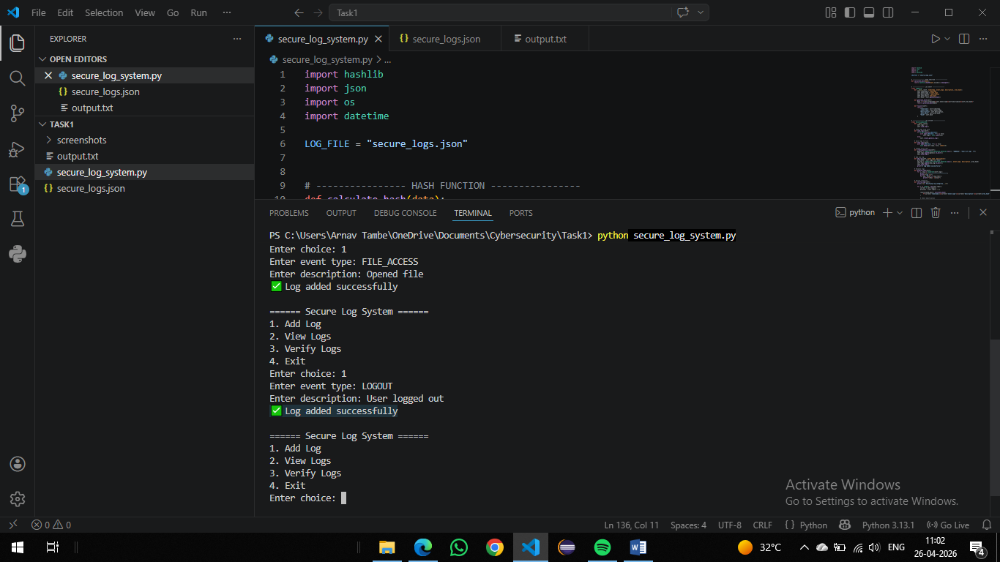 File Edit Selection View Go Run ···
Task1
EXPLORER ···
OPEN EDITORS
secure_log_system.py
secure_logs.json
output.txt
TASK1
screenshots
output.txt
secure_log_system.py
secure_logs.json
1
secure_log_system.py
{} secure_logs.json
output.txt
secure_log_system.py > ...
1 import hashlib
2 import json
3 import os
4 import datetime
5
6 LOG_FILE = "secure_logs.json"
7
8
9 # ---------------- HASH FUNCTION ----------------
10 def calculate_hash(data):
PROBLEMS OUTPUT DEBUG CONSOLE TERMINAL PORTS
python
PS C:\Users\Arnav Tambe\OneDrive\Documents\Cybersecurity\Task1> python secure_log_system.py
Enter choice: 1
Enter event type: FILE_ACCESS
Enter description: Opened file
✅ Log added successfully
====== Secure Log System ======
1. Add Log
2. View Logs
3. Verify Logs
4. Exit
Enter choice: 1
Enter event type: LOGOUT
Enter description: User logged out
✅ Log added successfully
====== Secure Log System ======
1. Add Log
2. View Logs
3. Verify Logs
4. Exit
Enter choice:
Activate Windows
Go to Settings to activate Windows.
0 0
Ln 136, Col 11 Spaces: 4 UTF-8 CRLF {} Python Python 3.13.1 Go Live
32°C
ENG
11:02
26-04-2026
4